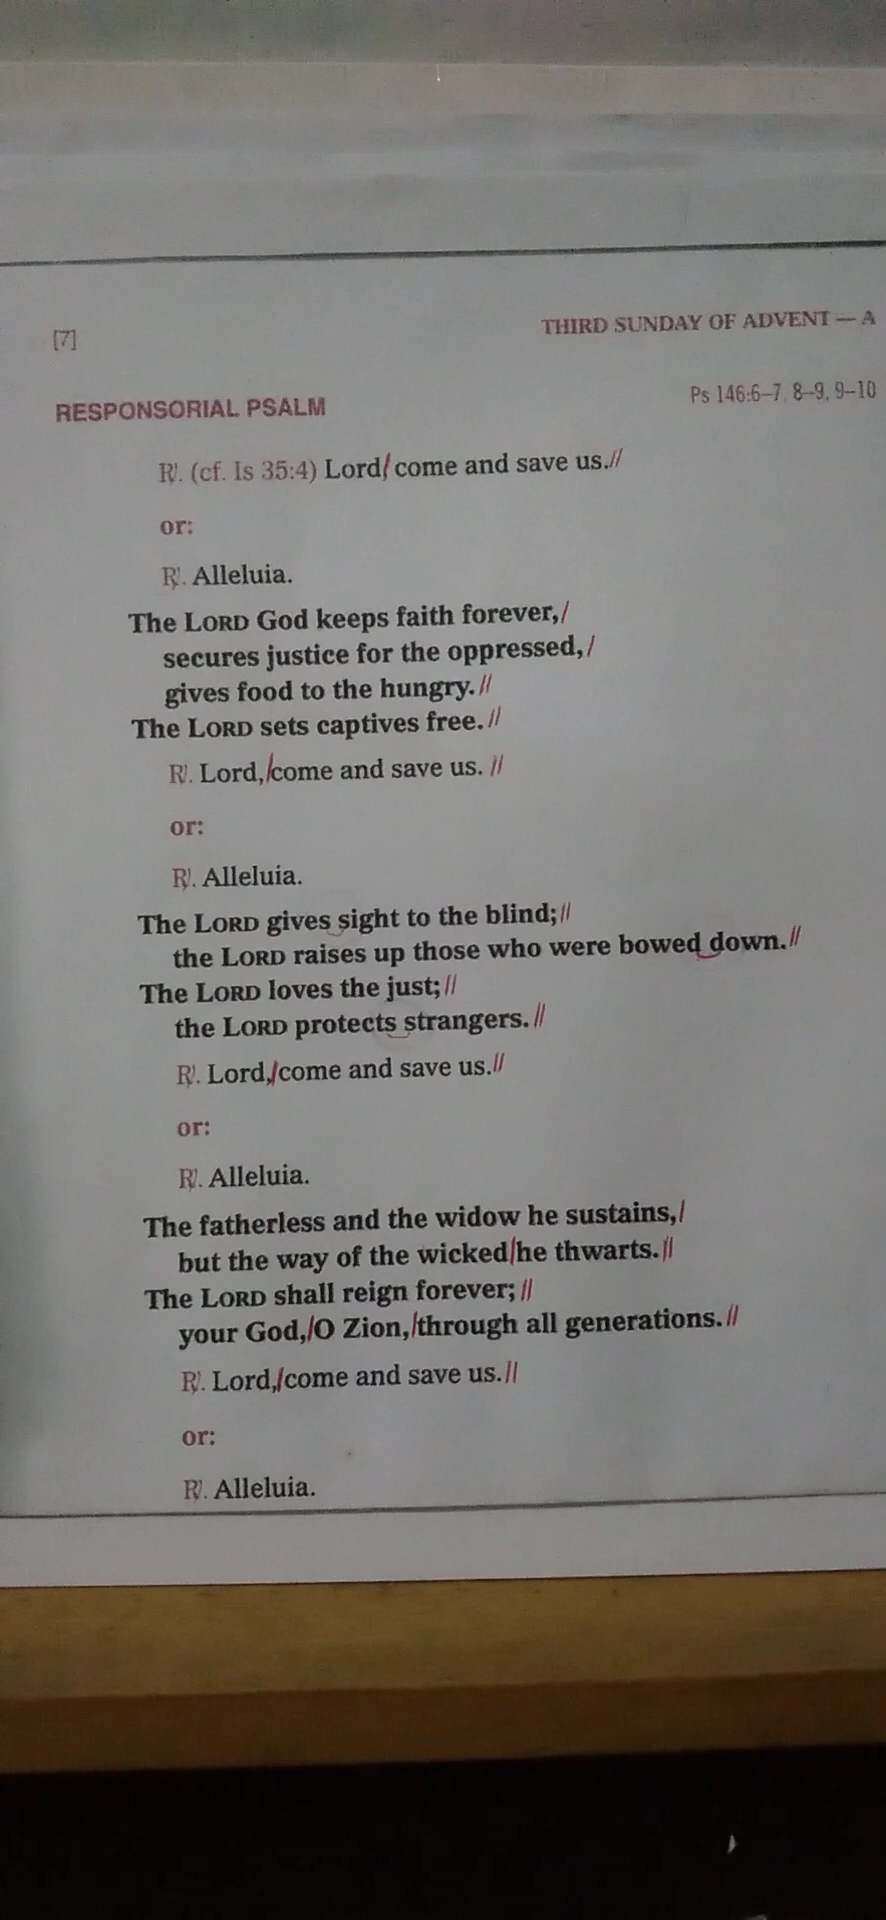 [7]
THIRD SUNDAY OF ADVENT — A
RESPONSORIAL PSALM
Ps 146:6–7, 8–9, 9–10
℟. (cf. Is 35:4) Lord/ come and save us.//
or:
℟. Alleluia.
The LORD God keeps faith forever,/
secures justice for the oppressed,/
gives food to the hungry.//
The LORD sets captives free.//
℟. Lord,/come and save us. //
or:
℟. Alleluia.
The LORD gives sight to the blind;//
the LORD raises up those who were bowed down.//
The LORD loves the just;//
the LORD protects strangers.//
℟. Lord,/come and save us.//
or:
℟. Alleluia.
The fatherless and the widow he sustains,/
but the way of the wicked/he thwarts.//
The LORD shall reign forever;//
your God,/O Zion,/through all generations.//
℟. Lord,/come and save us.//
or:
℟. Alleluia.